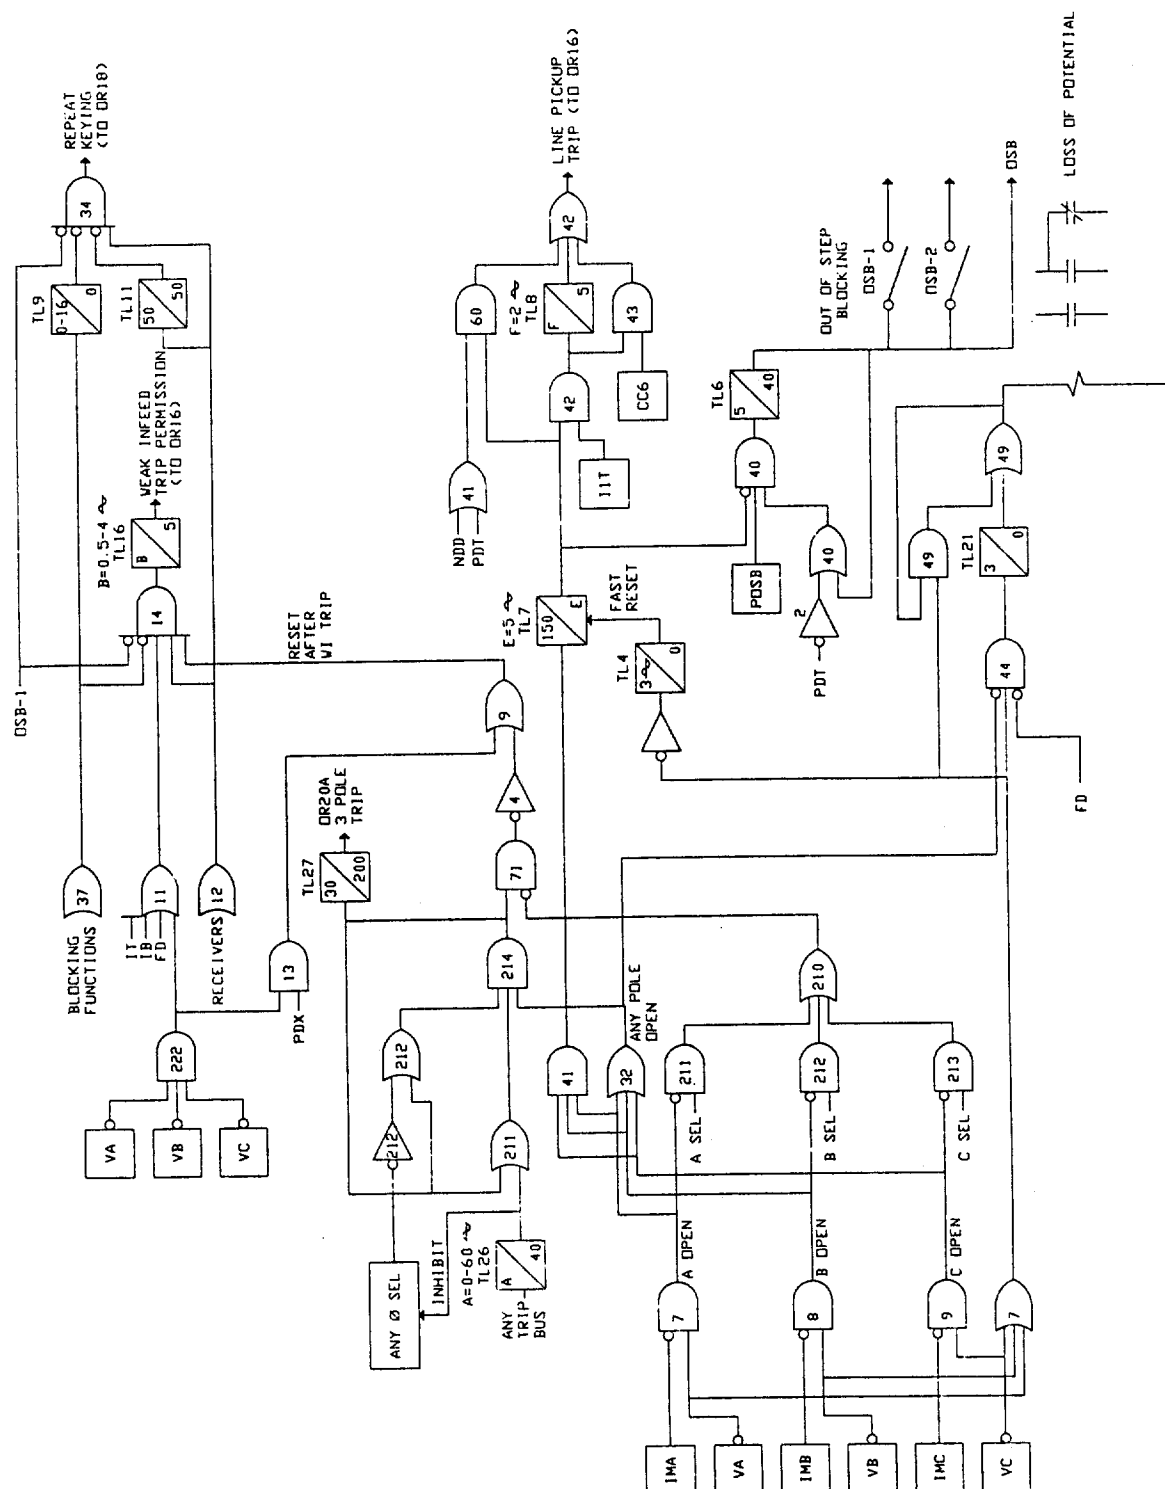 REPEAT
KEYING
(TO OR18)
34
TL9
0-16
0
TL11
50
50
WEAK INFEED
TRIP PERMISSION
(TO OR16)
B=0.5-4
TL16
B
5
14
OSB-1
RESET
AFTER
WI TRIP
37
BLOCKING
FUNCTIONS
11
IT
IB
FD
12
RECEIVERS
13
PDX
222
VA
VB
VC
LINE PICKUP
TRIP (TO OR16)
42
60
F=2
TL8
F
5
43
42
CC6
11T
41
NDD
PDT
E=5
TL7
150
E
FAST
RESET
TL4
3
0
9
4
71
OR20A
3 POLE
TRIP
TL27
30
200
214
212
212
211
ANY Ø SEL
INHIBIT
A=0-60
TL26
A
40
ANY
TRIP
BUS
OUT OF STEP
BLOCKING
OSB-1
OSB-2
OSB
LOSS OF POTENTIAL
TL6
5
40
40
POSB
40
2
PDT
49
49
TL21
3
0
44
FD
ANY POLE
OPEN
41
32
210
211
212
213
A SEL
B SEL
C SEL
A OPEN
B OPEN
C OPEN
7
8
9
7
IMA
VA
IMB
VB
IMC
VC